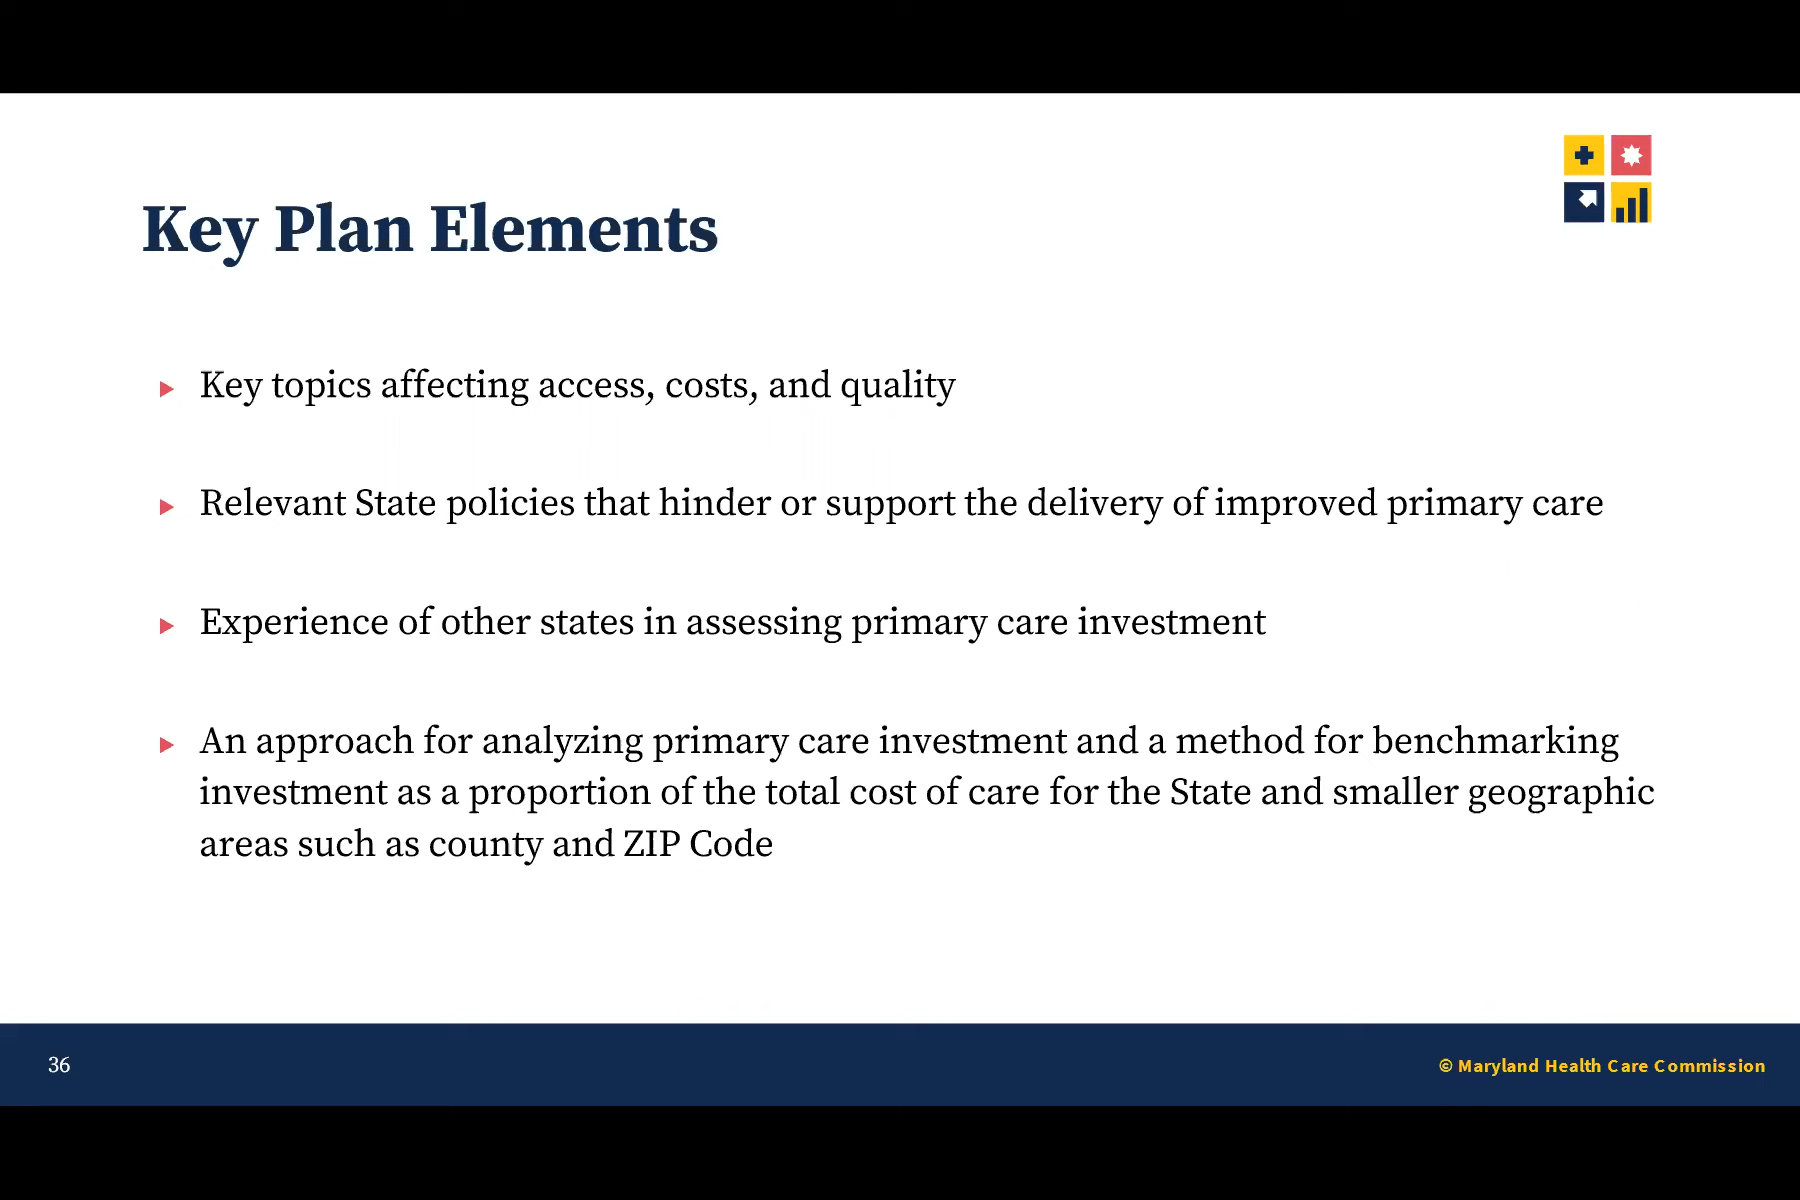 Key Plan Elements
Key topics affecting access, costs, and quality
Relevant State policies that hinder or support the delivery of improved primary care
Experience of other states in assessing primary care investment
An approach for analyzing primary care investment and a method for benchmarking
investment as a proportion of the total cost of care for the State and smaller geographic
areas such as county and ZIP Code
36
© Maryland Health Care Commission